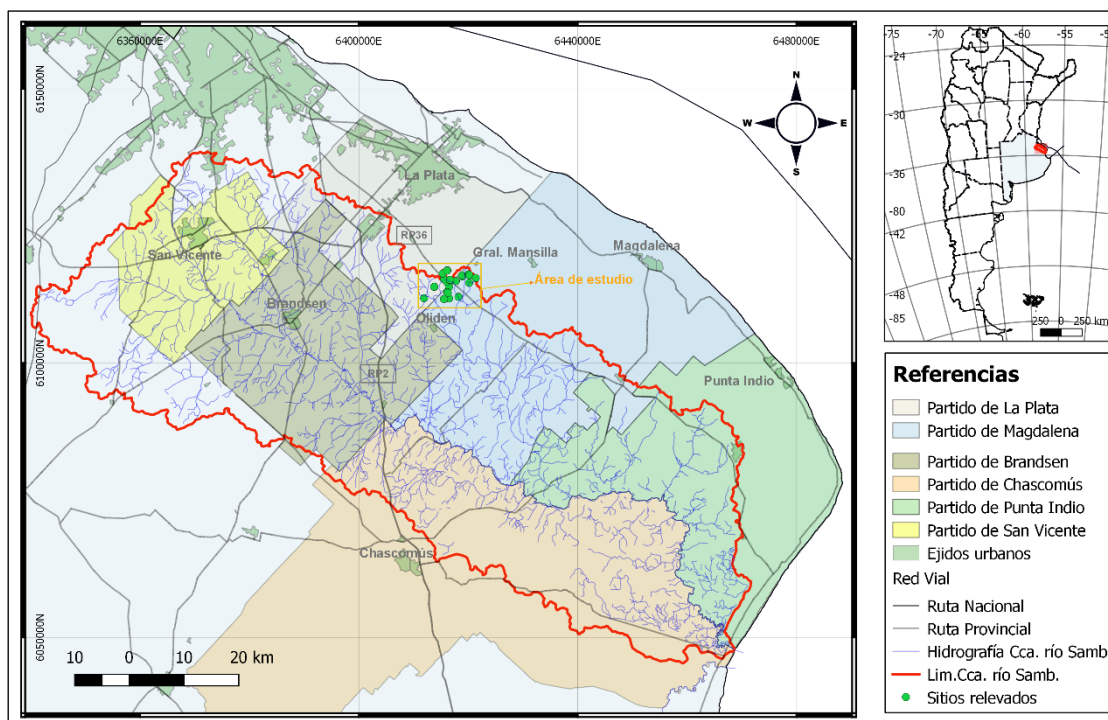 6360000E
6400000E
6440000E
6480000E
6150000N
6100000N
6050000N
N
W
E
S
La Plata
RP36
Gral. Mansilla
Magdalena
San Vicente
Área de estudio
Brandsen
Oliden
RP2
Punta Indio
Chascomús
10 0 10 20 km
-75 -70 -65 -60 -55 -55
-24
-30
-36
-80
-42
-48
-85
250 0 250 km
Referencias
Partido de La Plata
Partido de Magdalena
Partido de Brandsen
Partido de Chascomús
Partido de Punta Indio
Partido de San Vicente
Ejidos urbanos
Red Vial
Ruta Nacional
Ruta Provincial
Hidrografía Cca. río Samb
Lim.Cca. río Samb.
Sitios relevados